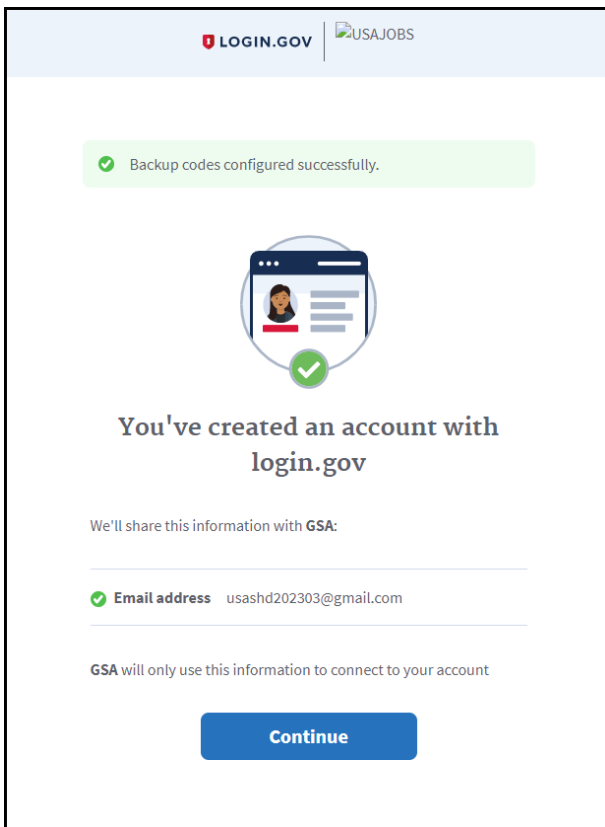 LOGIN.GOV USAJOBS
Backup codes configured successfully.
You've created an account with
login.gov
We'll share this information with GSA:
Email address usashd202303@gmail.com
GSA will only use this information to connect to your account
Continue